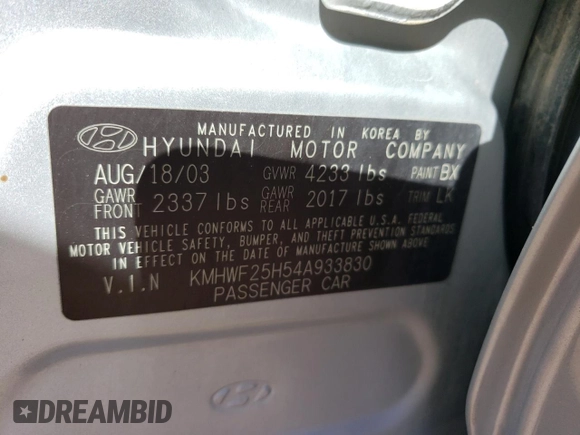 MANUFACTURED IN KOREA BY
HYUNDAI MOTOR COMPANY
AUG/18/03 GVWR 4233 lbs PAINT BX
GAWR FRONT 2337 lbs GAWR REAR 2017 lbs TRIM LK
THIS VEHICLE CONFORMS TO ALL APPLICABLE U.S.A. FEDERAL
MOTOR VEHICLE SAFETY, BUMPER, AND THEFT PREVENTION STANDARDS
IN EFFECT ON THE DATE OF MANUFACTURE SHOWN ABOVE.
V.I.N KMHWF25H54A933830
PASSENGER CAR
DREAMBID